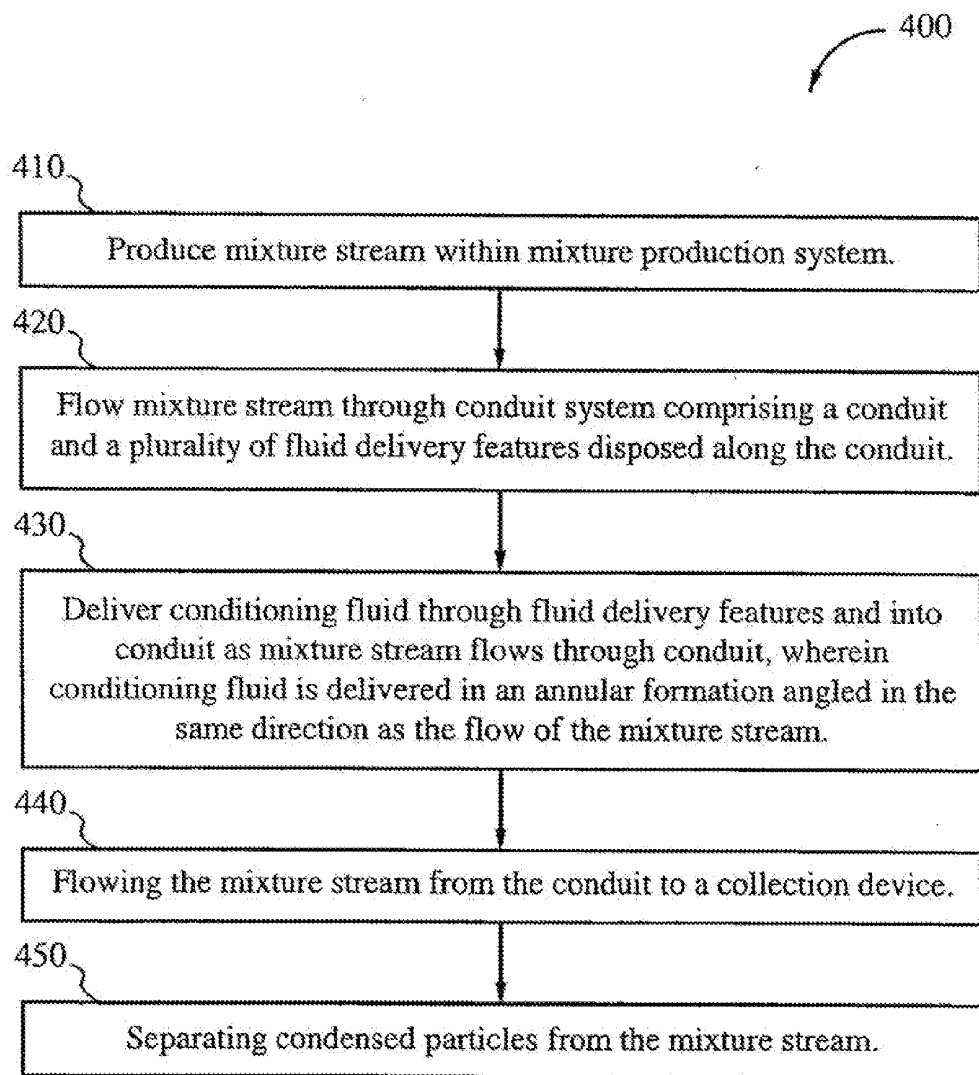 400
410
Produce mixture stream within mixture production system.
420
Flow mixture stream through conduit system comprising a conduit
and a plurality of fluid delivery features disposed along the conduit.
430
Deliver conditioning fluid through fluid delivery features and into
conduit as mixture stream flows through conduit, wherein
conditioning fluid is delivered in an annular formation angled in the
same direction as the flow of the mixture stream.
440
Flowing the mixture stream from the conduit to a collection device.
450
Separating condensed particles from the mixture stream.